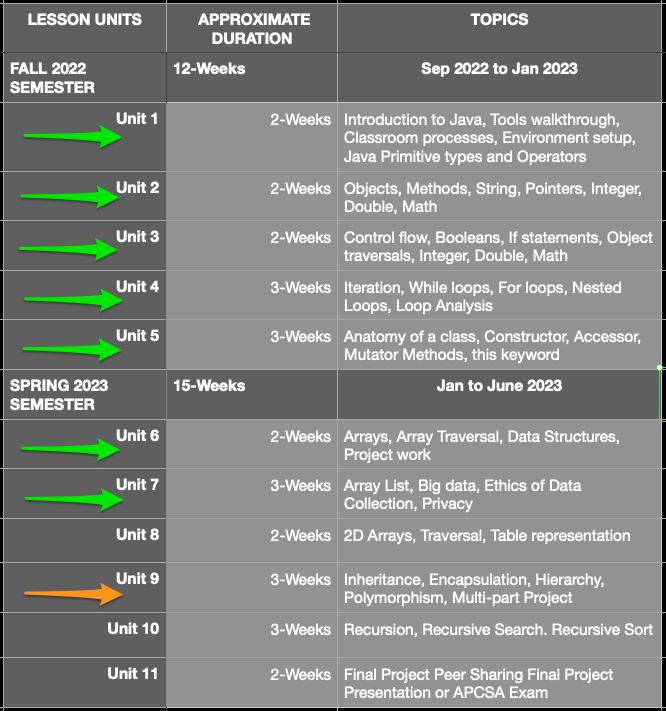 LESSON UNITS
APPROXIMATE
DURATION
TOPICS
FALL 2022
SEMESTER
12-Weeks
Sep 2022 to Jan 2023
Unit 1
2-Weeks
Introduction to Java, Tools walkthrough,
Classroom processes, Environment setup,
Java Primitive types and Operators
Unit 2
2-Weeks
Objects, Methods, String, Pointers, Integer,
Double, Math
Unit 3
2-Weeks
Control flow, Booleans, If statements, Object
traversals, Integer, Double, Math
Unit 4
3-Weeks
Iteration, While loops, For loops, Nested
Loops, Loop Analysis
Unit 5
3-Weeks
Anatomy of a class, Constructor, Accessor,
Mutator Methods, this keyword
SPRING 2023
SEMESTER
15-Weeks
Jan to June 2023
Unit 6
2-Weeks
Arrays, Array Traversal, Data Structures,
Project work
Unit 7
3-Weeks
Array List, Big data, Ethics of Data
Collection, Privacy
Unit 8
2-Weeks
2D Arrays, Traversal, Table representation
Unit 9
3-Weeks
Inheritance, Encapsulation, Hierarchy,
Polymorphism, Multi-part Project
Unit 10
3-Weeks
Recursion, Recursive Search. Recursive Sort
Unit 11
2-Weeks
Final Project Peer Sharing Final Project
Presentation or APCSA Exam